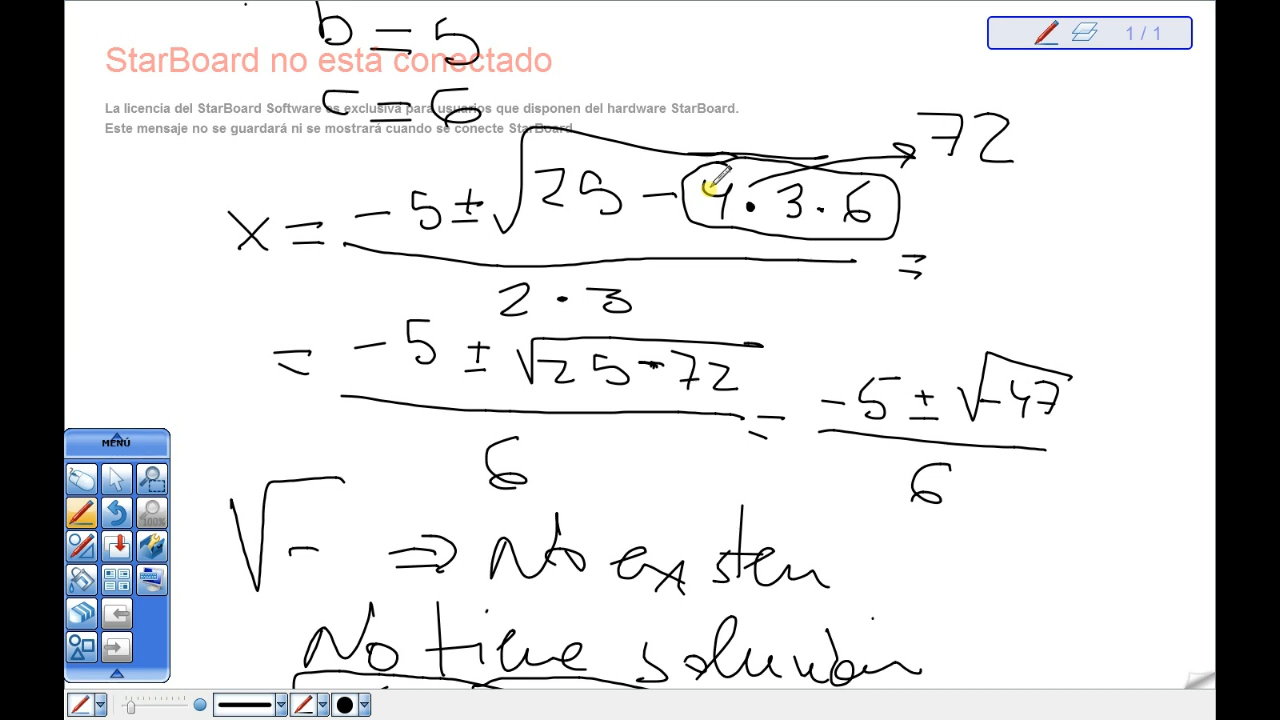 b = 5
StarBoard no está conectado
1 / 1
c = 6
La licencia del StarBoard Software es exclusiva para usuarios que disponen del hardware StarBoard.
Este mensaje no se guardará ni se mostrará cuando se conecte StarBoard
72
x = -5 ± √25 - 4 · 3 · 6 =
2 · 3
= -5 ± √25 - 72 = -5 ± √-47
6 6
MENÚ
100%
√- ⇒ No existen
No tiene solución